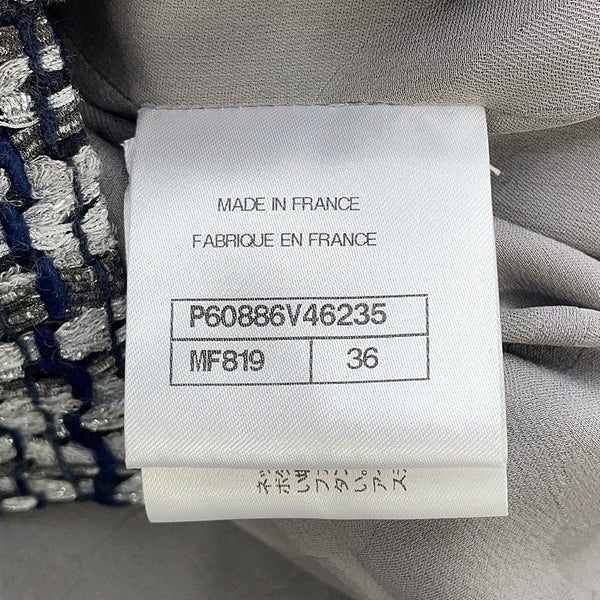 MADE IN FRANCE
FABRIQUE EN FRANCE
P60886V46235
MF819 36